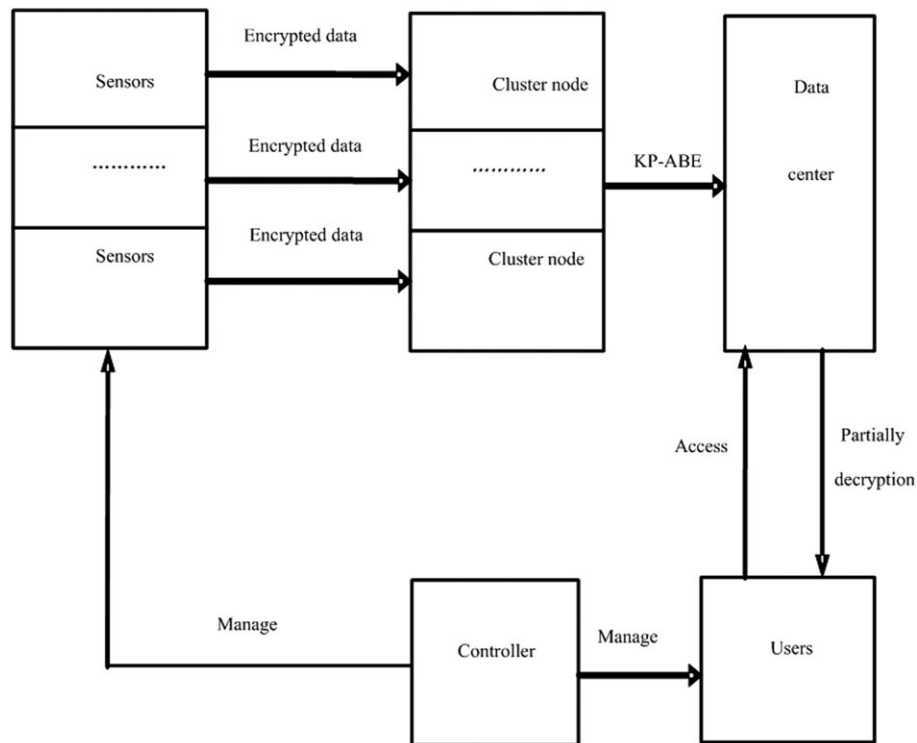 Encrypted data
Sensors
Cluster node
Data
Encrypted data
............
............
KP-ABE
center
Encrypted data
Sensors
Cluster node
Access
Partially
decryption
Manage
Controller
Manage
Users